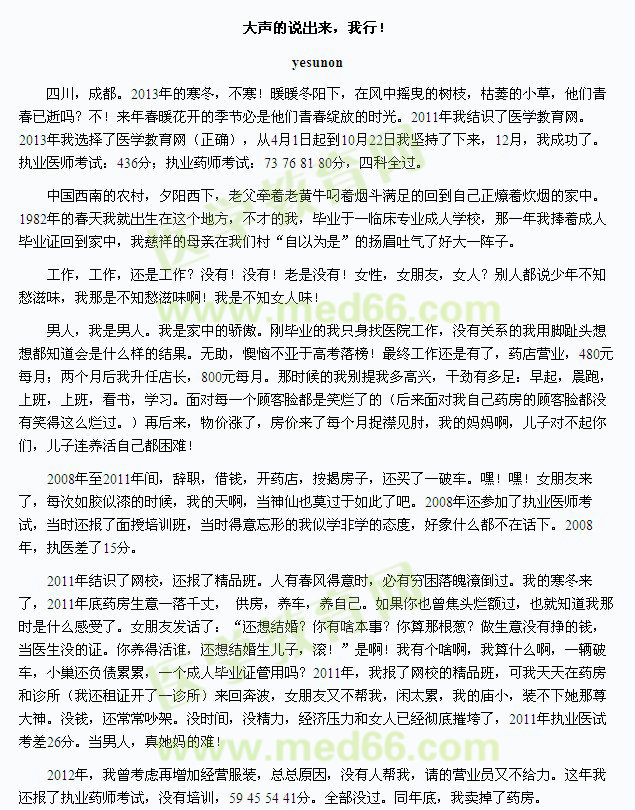 大声的说出来，我行！
yesunon
四川，成都。2013年的寒冬，不寒！暖暖冬阳下，在风中摇曳的树枝，枯萎的小草，他们青
春已逝吗？不！来年春暖花开的季节必是他们青春绽放的时光。2011年我结识了医学教育网。
2013年我选择了医学教育网（正确），从4月1日起到10月22日我坚持了下来，12月，我成功了。
执业医师考试：436分；执业药师考试：73 76 81 80分，四科全过。
中国西南的农村，夕阳西下，老父牵着老黄牛叼着烟斗满足的回到自己正燎着炊烟的家中。
1982年的春天我就出生在这个地方，不才的我，毕业于一临床专业成人学校，那一年我捧着成人
毕业证回到家中，我慈祥的母亲在我们村“自以为是”的扬眉吐气了好大一阵子。
工作，工作，还是工作？没有！没有！老是没有！女性，女朋友，女人？别人都说少年不知
愁滋味，我那是不知愁滋味啊！我是不知女人味！
男人，我是男人。我是家中的骄傲。刚毕业的我只身找医院工作，没有关系的我用脚趾头想
想都知道会是什么样的结果。无助，懊恼不亚于高考落榜！最终工作还是有了，药店营业，480元
每月；两个月后我升任店长，800元每月。那时候的我别提我多高兴，干劲有多足：早起，晨跑，
上班，上班，看书，学习。面对每一个顾客脸都是笑烂了的（后来面对我自己药房的顾客脸都没
有笑得这么烂过。）再后来，物价涨了，房价来了每个月捉襟见肘，我的妈妈啊，儿子对不起你
们，儿子连养活自己都困难！
2008年至2011年间，辞职，借钱，开药店，按揭房子，还买了一破车。嘿！嘿！女朋友来
了，每次如胶似漆的时候，我的天啊，当神仙也莫过于如此了吧。2008年还参加了执业医师考
试，当时还报了面授培训班，当时得意忘形的我似学非学的态度，好象什么都不在话下。2008
年，执医差了15分。
2011年结识了网校，还报了精品班。人有春风得意时，必有穷困落魄潦倒过。我的寒冬来
了，2011年底药房生意一落千丈， 供房，养车，养自己。如果你也曾焦头烂额过，也就知道我那
时是什么感受了。女朋友发话了：“还想结婚？你有啥本事？你算那根葱？做生意没有挣的钱，
当医生没的证。你养得活谁，还想结婚生儿子，滚！”是啊！我有个啥啊，我算什么啊，一辆破
车，小巢还负债累累，一个成人毕业证管用吗？2011年，我报了网校的精品班，可我天天在药房
和诊所（我还租证开了一诊所）来回奔波，女朋友又不帮我，闲太累，我的庙小，装不下她那尊
大神。没钱，还常常吵架。没时间，没精力，经济压力和女人已经彻底摧垮了，2011执业医试
考差26分。当男人，真她妈的难！
2012年，我曾考虑再增加经营服装，总总原因，没有人帮我，请的营业员又不给力。这年我
还报了执业药师考试，没有培训，59 45 54 41分。全部没过。同年底，我卖掉了药房。
医学教育网
www.med66.com
医学教育网
www.med66.com